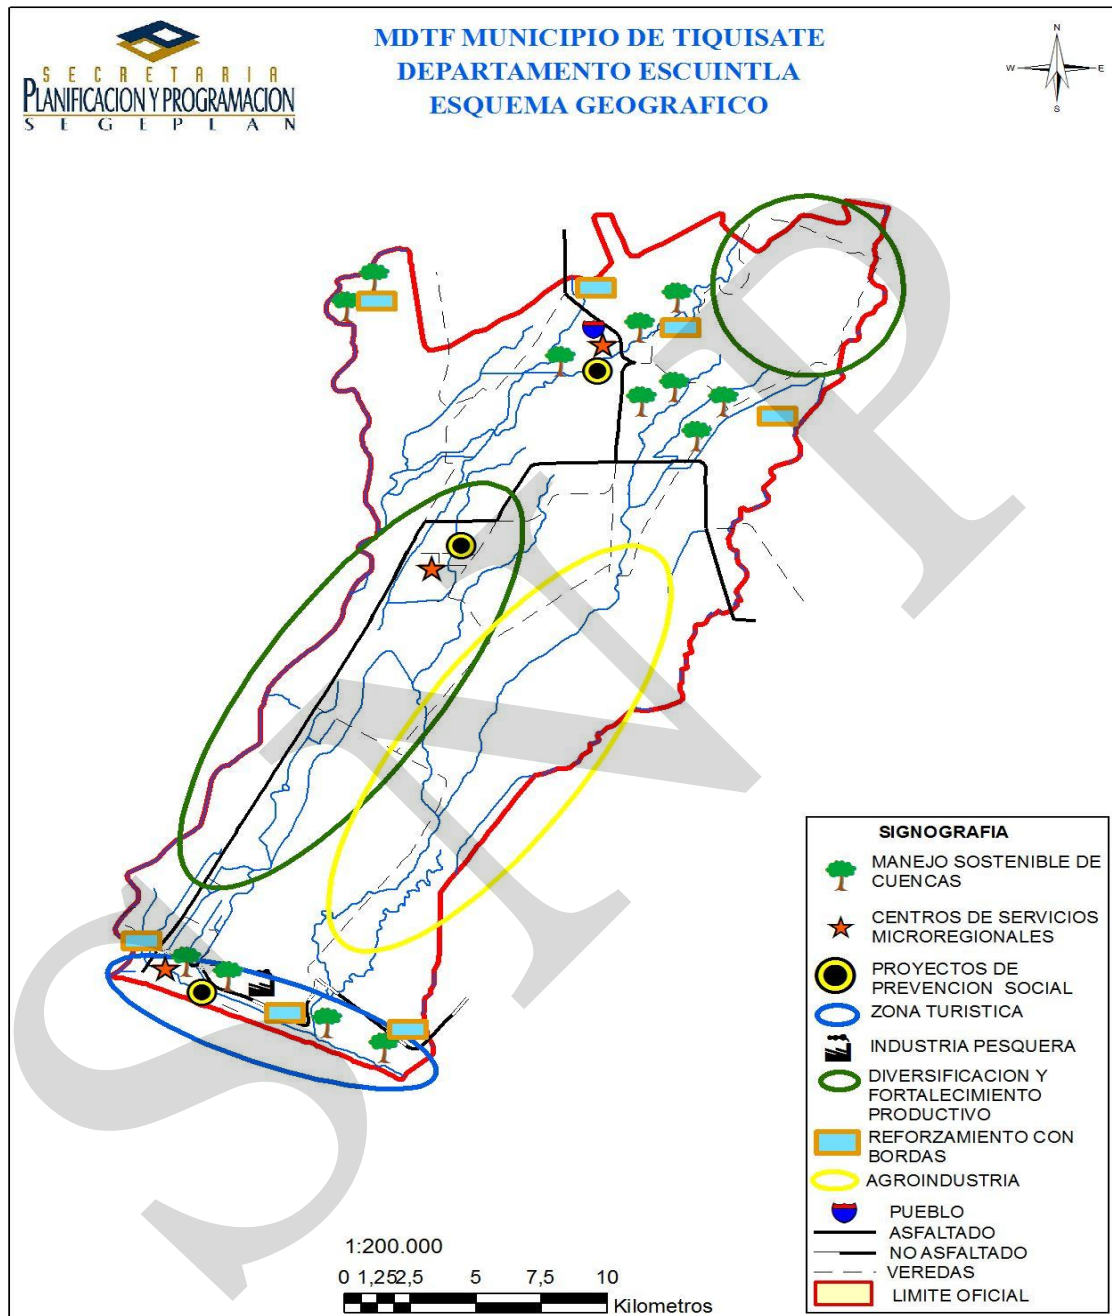 SECRETARIA
PLANIFICACION Y PROGRAMACION
SEGEPLAN
MDTF MUNICIPIO DE TIQUISATE
DEPARTAMENTO ESCUINTLA
ESQUEMA GEOGRAFICO
N
W E
S
SINAP
SIGNOGRAFIA
MANEJO SOSTENIBLE DE
CUENCAS
CENTROS DE SERVICIOS
MICROREGIONALES
PROYECTOS DE
PREVENCION SOCIAL
ZONA TURISTICA
INDUSTRIA PESQUERA
DIVERSIFICACION Y
FORTALECIMIENTO
PRODUCTIVO
REFORZAMIENTO CON
BORDAS
AGROINDUSTRIA
PUEBLO
ASFALTADO
NO ASFALTADO
VEREDAS
LIMITE OFICIAL
1:200.000
0 1,25 2,5 5 7,5 10
Kilometros